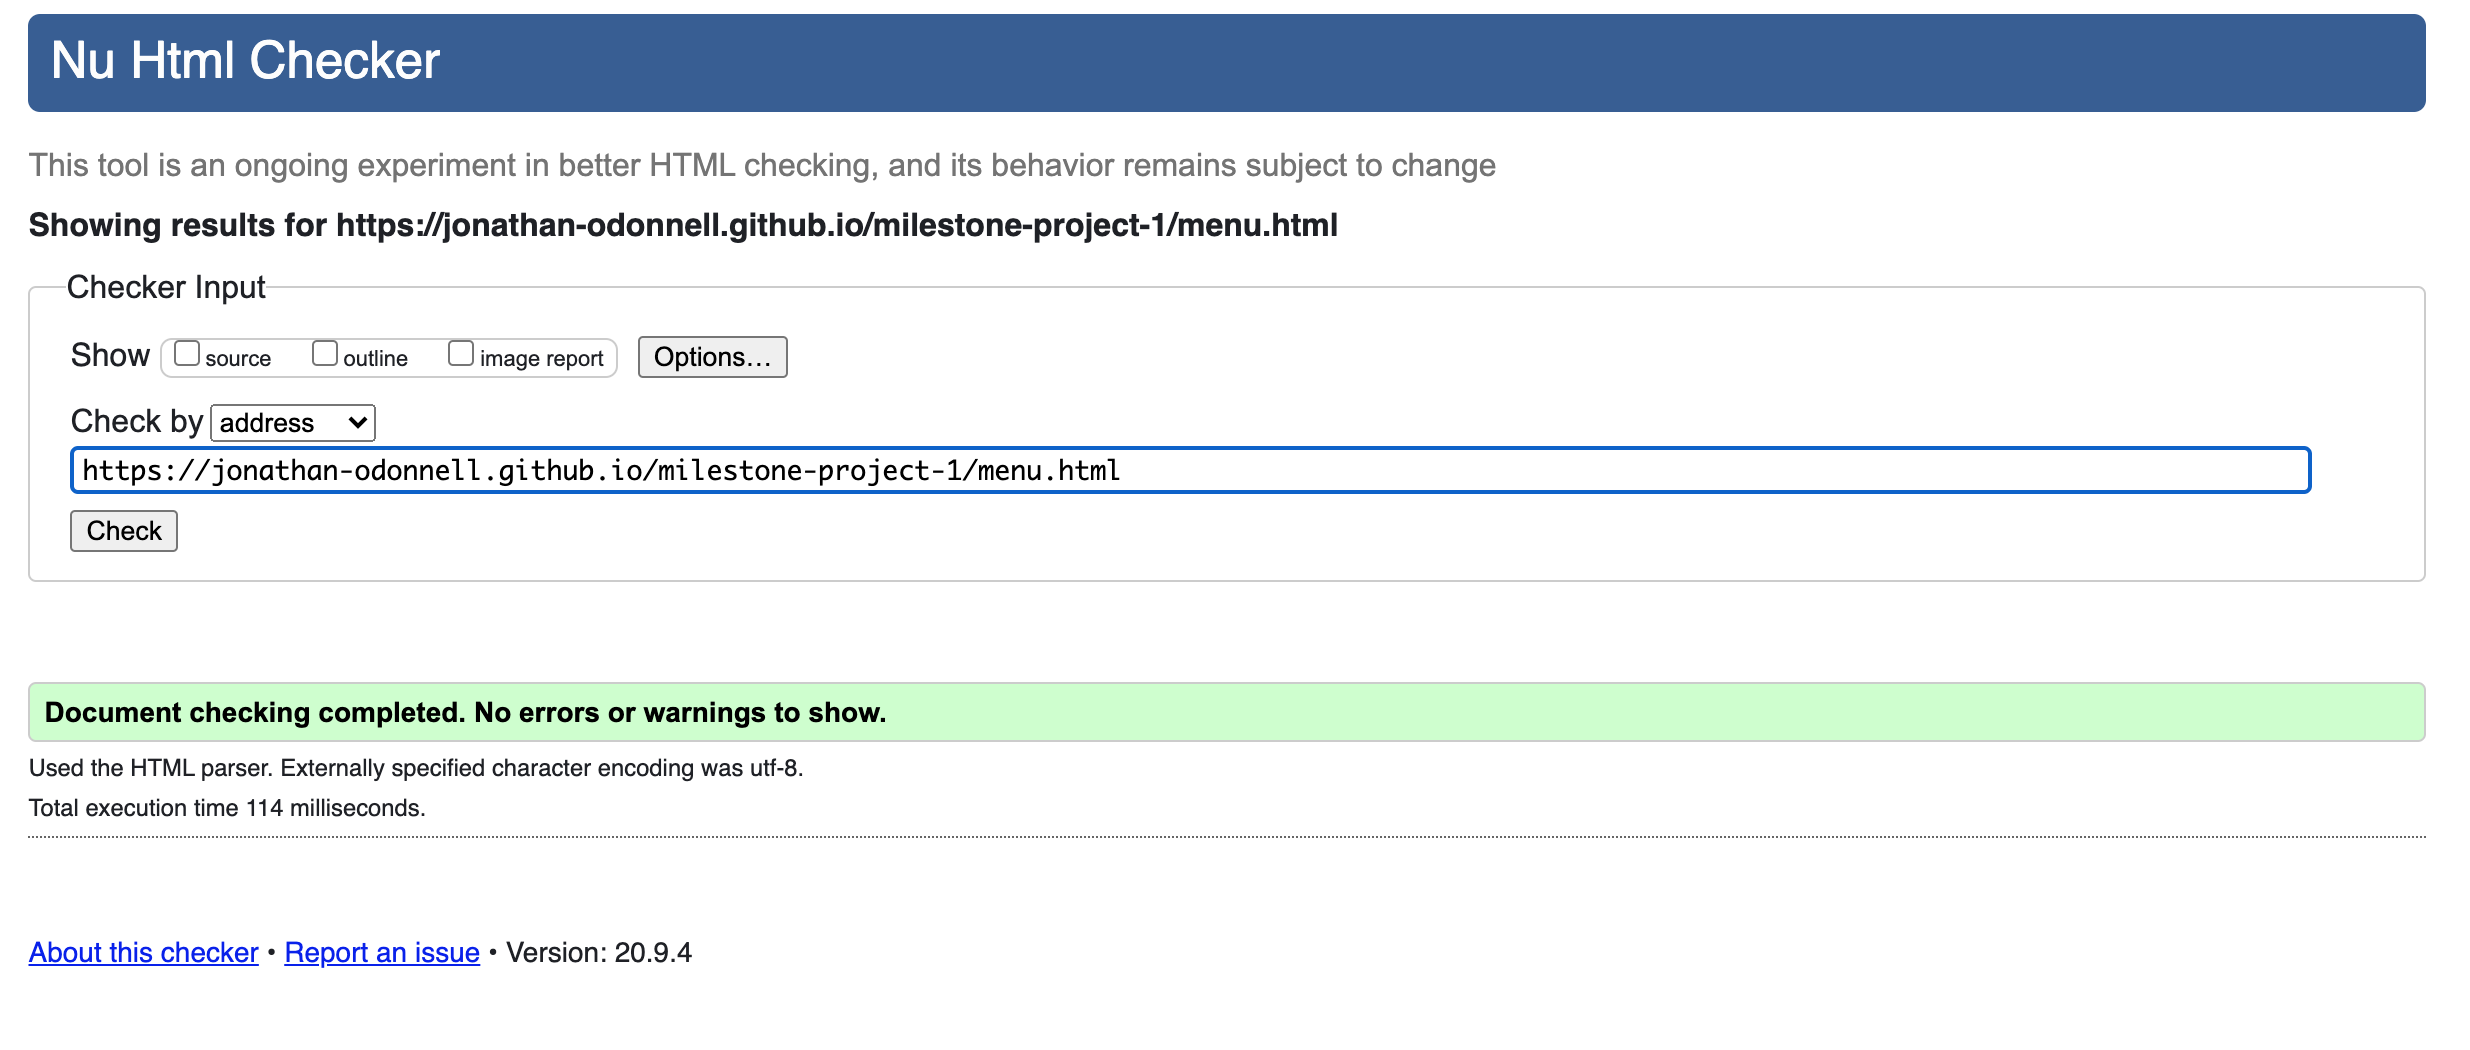 Nu Html Checker
This tool is an ongoing experiment in better HTML checking, and its behavior remains subject to change
Showing results for https://jonathan-odonnell.github.io/milestone-project-1/menu.html
Checker Input
Show source outline image report Options...
Check by address
https://jonathan-odonnell.github.io/milestone-project-1/menu.html
Check
Document checking completed. No errors or warnings to show.
Used the HTML parser. Externally specified character encoding was utf-8.
Total execution time 114 milliseconds.
About this checker • Report an issue • Version: 20.9.4